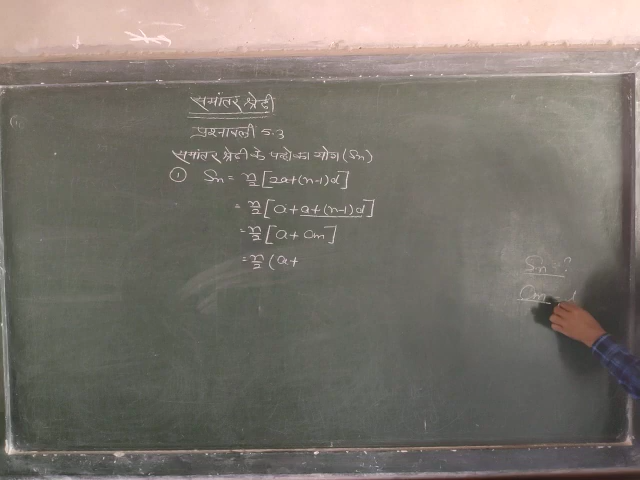 समांतर श्रेढ़ी
प्रश्नावली 5.3
समांतर श्रेढ़ी के पदों का योग (Sn)
① Sn = n/2 [2a+(n-1)d]
= n/2 [a + a+(n-1)d]
= n/2 [a + an]
= n/2 (a+
Sn = ?
an